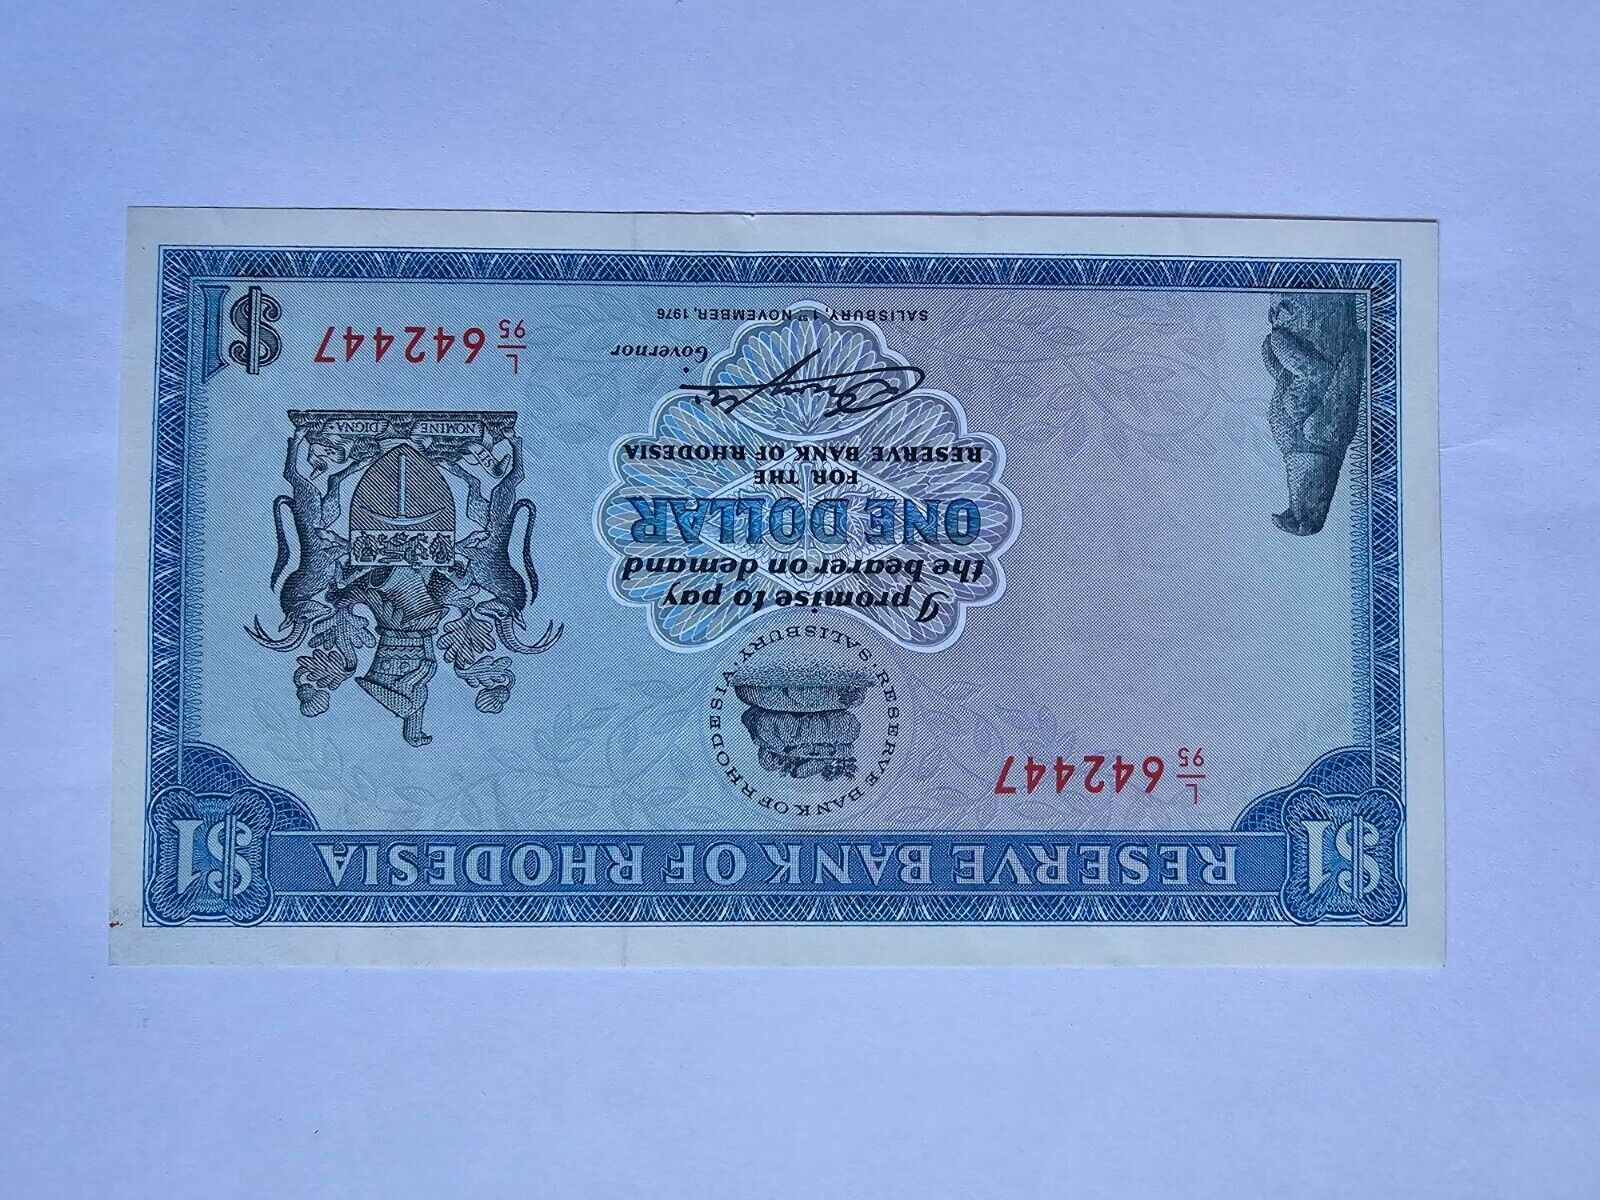 RESERVE BANK OF RHODESIA
$1
$1
L/95 642447
RESERVE BANK OF RHODESIA, SALISBURY.
I promise to pay
the bearer on demand
ONE DOLLAR
FOR THE
RESERVE BANK OF RHODESIA
Governor
SALISBURY, 1ST NOVEMBER, 1976
SIT
NOMINE
DIGNA
L/95 642447
$1